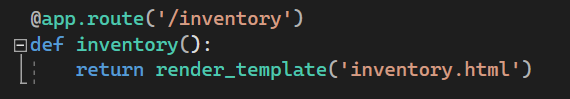 @app.route('/inventory')
def inventory():
    return render_template('inventory.html')